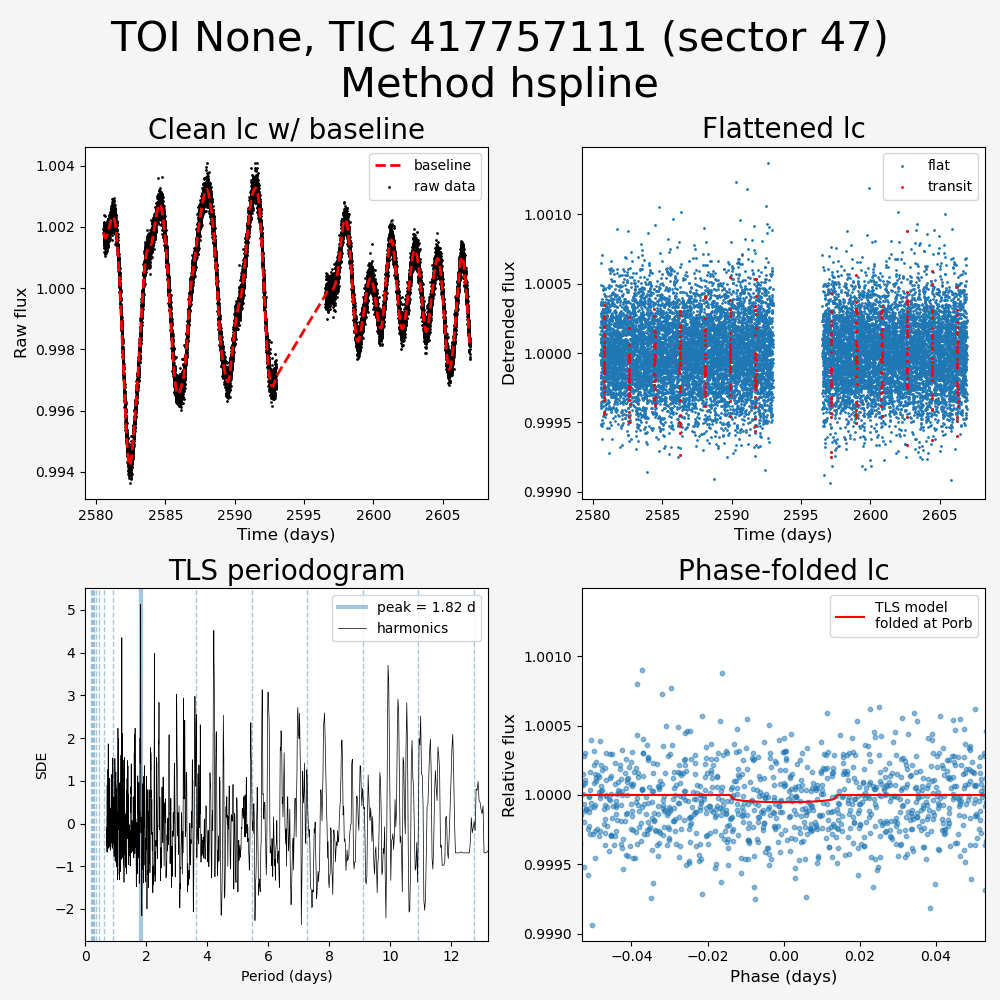 TOI None, TIC 417757111 (sector 47)
Method hspline
Clean lc w/ baseline
Flattened lc
baseline
raw data
flat
transit
1.004
1.002
1.000
0.998
0.996
0.994
Raw flux
2580
2585
2590
2595
2600
2605
Time (days)
1.0010
1.0005
1.0000
0.9995
0.9990
Detrended flux
2580
2585
2590
2595
2600
2605
Time (days)
TLS periodogram
Phase-folded lc
peak = 1.82 d
harmonics
TLS model
folded at Porb
5
4
3
2
1
0
−1
−2
SDE
0
2
4
6
8
10
12
Period (days)
1.0010
1.0005
1.0000
0.9995
0.9990
Relative flux
−0.04
−0.02
0.00
0.02
0.04
Phase (days)